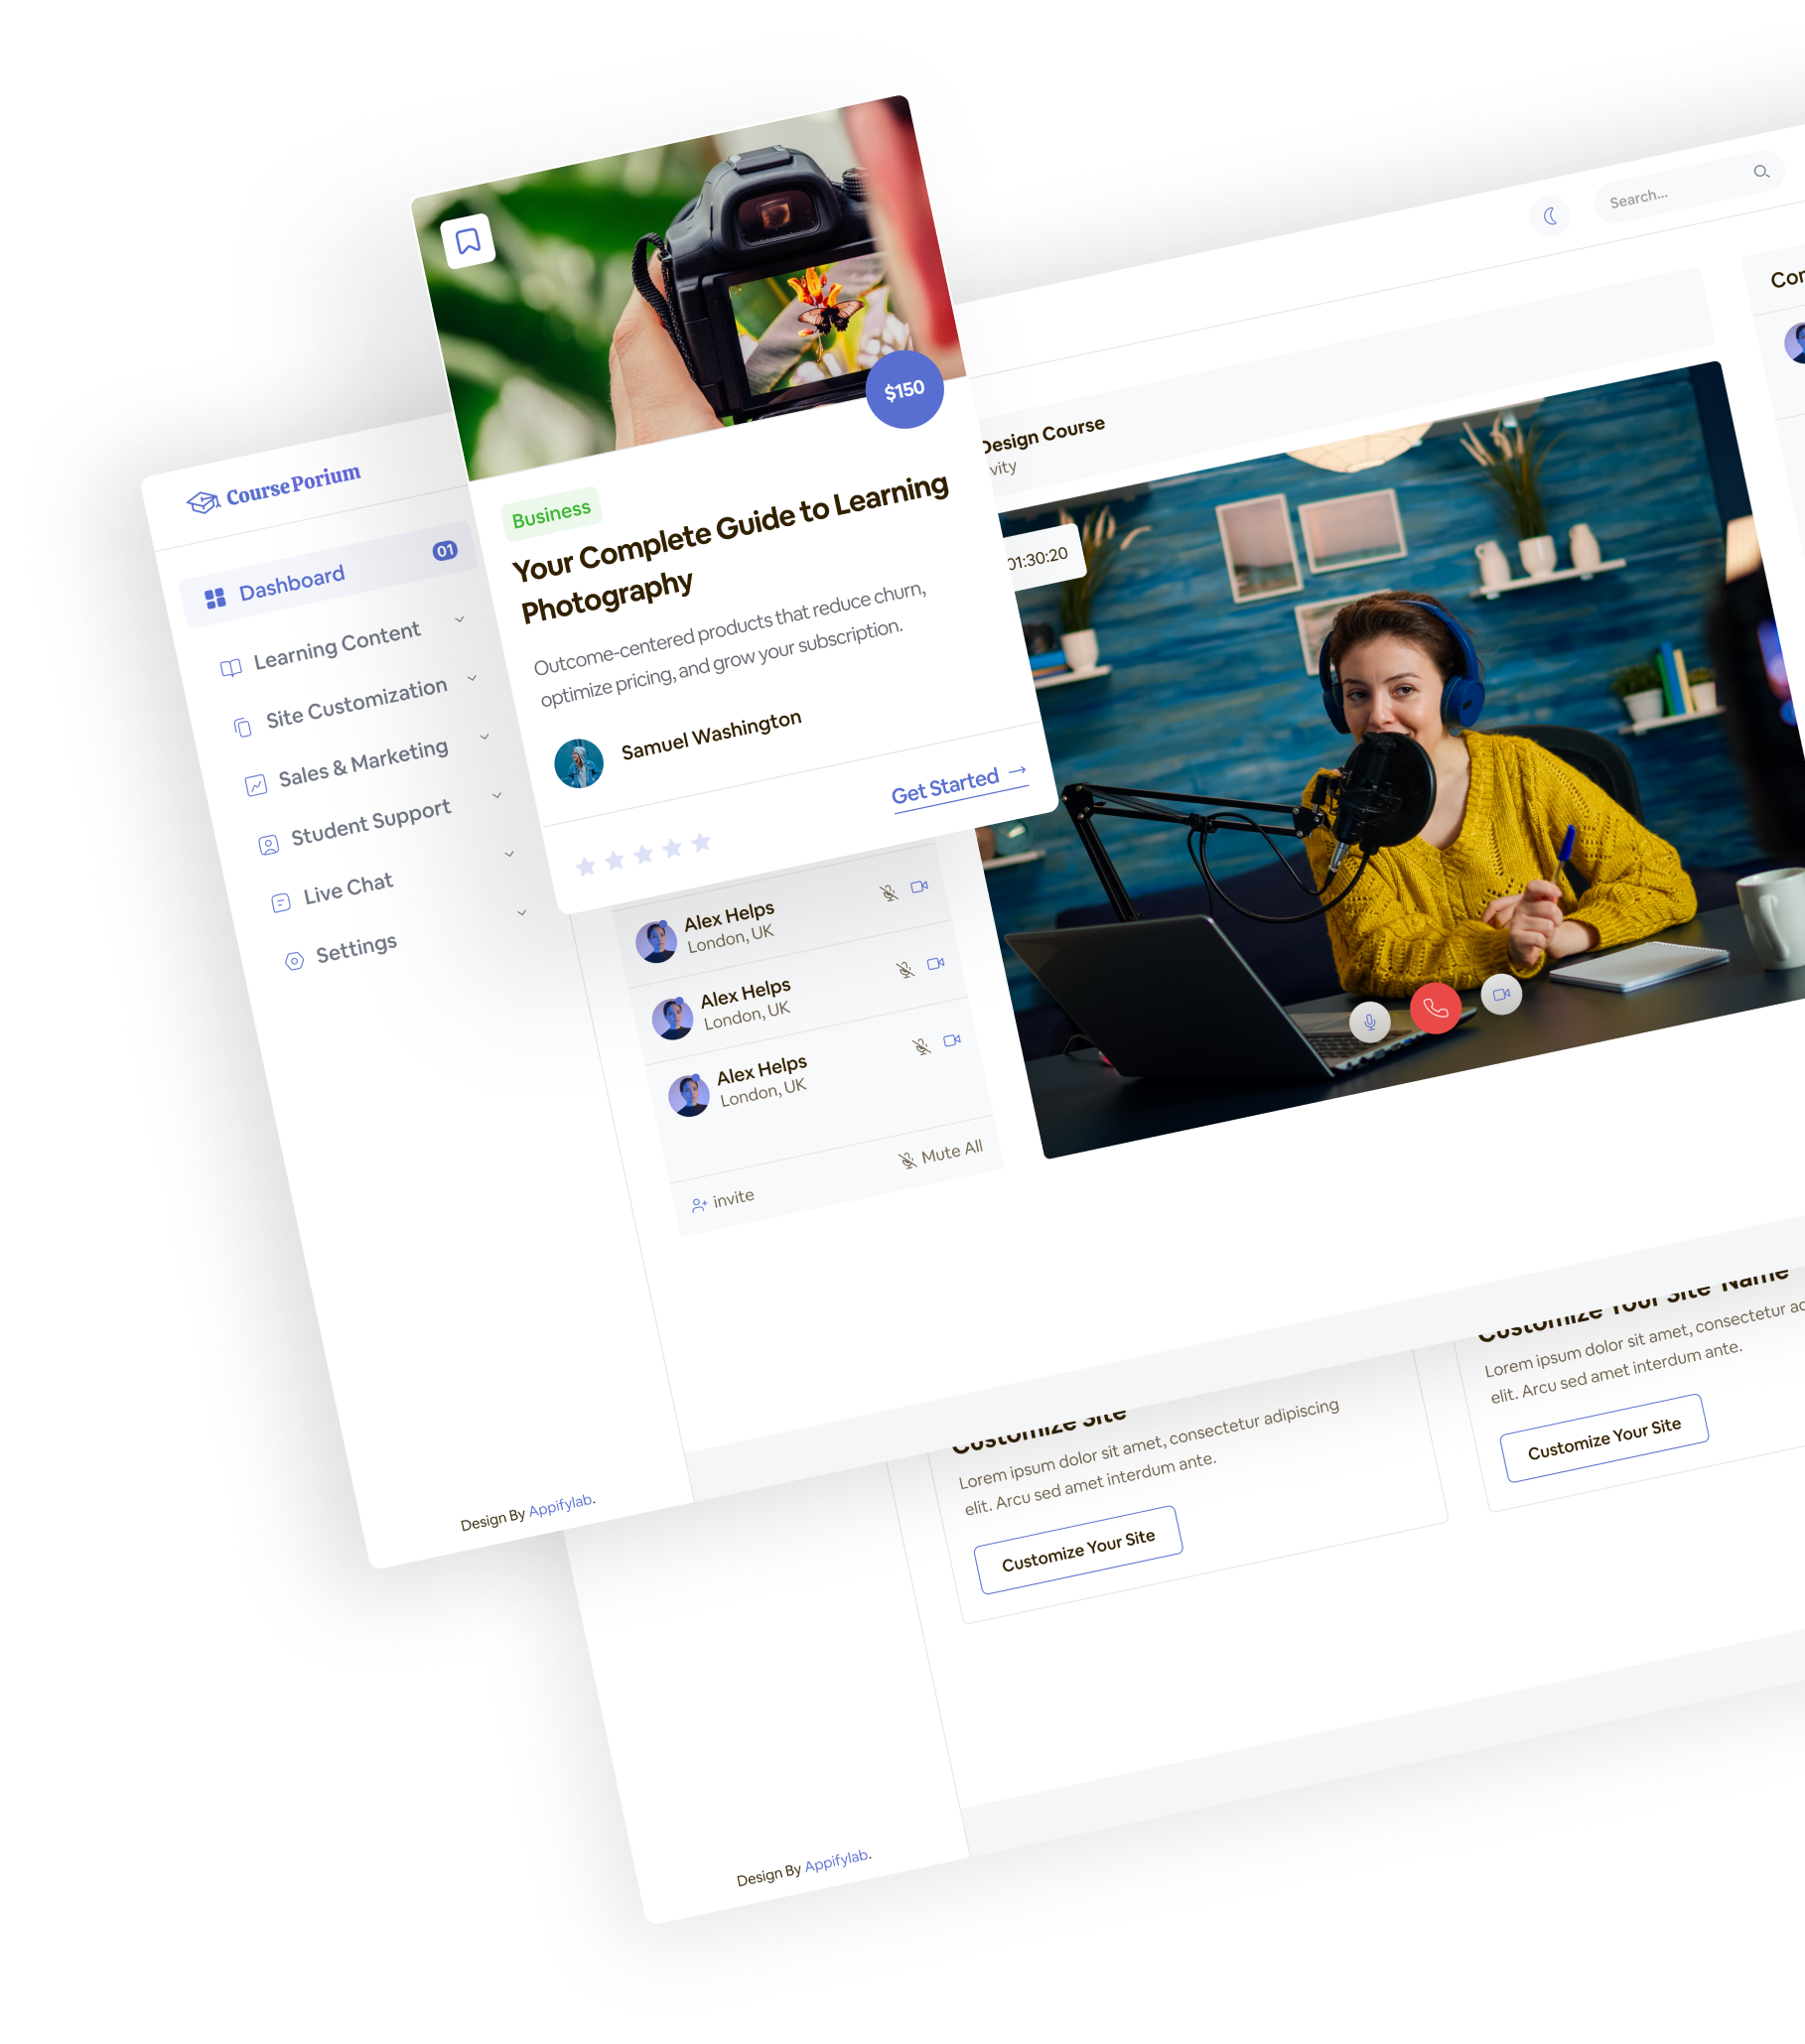 $150
Business
Your Complete Guide to Learning
Photography
Outcome-centered products that reduce churn,
optimize pricing, and grow your subscription.
Samuel Washington
Get Started
CoursePorium
Dashboard 01
Learning Content
Site Customization
Sales & Marketing
Student Support
Live Chat
Settings
Design By Appifylab.
Search...
Design Course
vity
01:30:20
Alex Helps
London, UK
Alex Helps
London, UK
Alex Helps
London, UK
Mute All
invite
Customize Site
Lorem ipsum dolor sit amet, consectetur adipiscing
elit. Arcu sed amet interdum ante.
Customize Your Site
Customize Your Site Name
Lorem ipsum dolor sit amet, consectetur
elit. Arcu sed amet interdum ante.
Customize Your Site
Design By Appifylab.